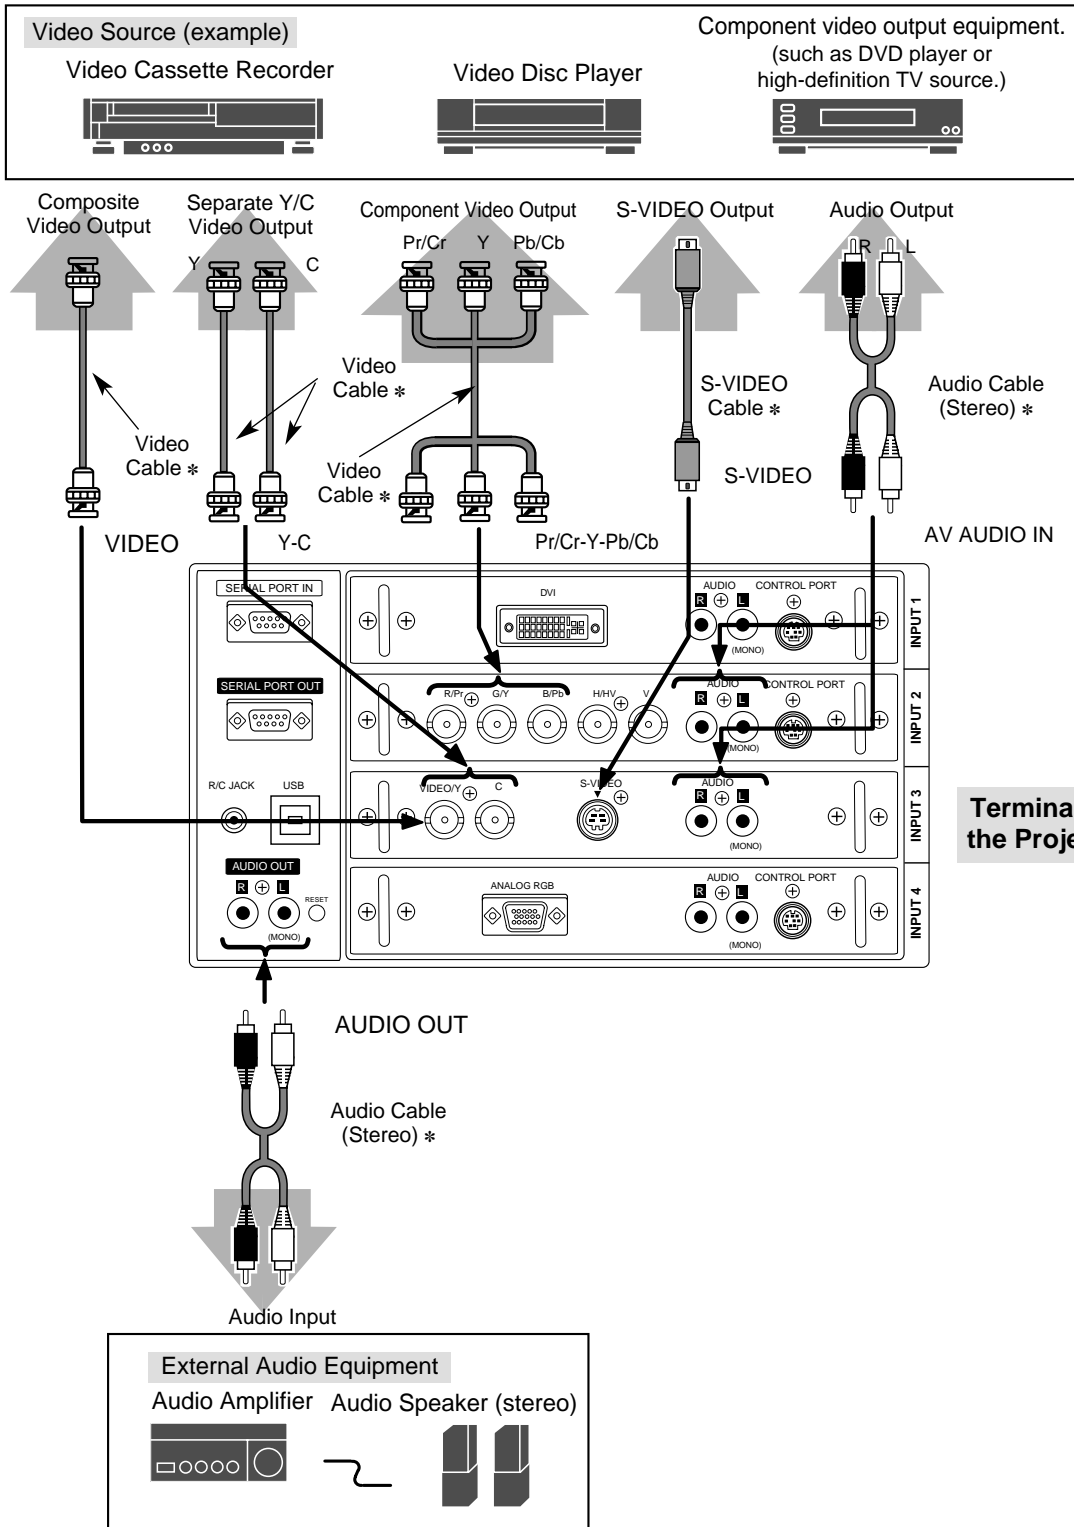 Video Source (example)
Video Cassette Recorder
Video Disc Player
Component video output equipment.
(such as DVD player or
high-definition TV source.)
Composite
Video Output
Separate Y/C
Video Output
Y
C
Component Video Output
Pr/Cr
Y
Pb/Cb
S-VIDEO Output
Audio Output
R
L
Video
Cable *
Video
Cable *
Video
Cable *
S-VIDEO
Cable *
S-VIDEO
Audio Cable
(Stereo) *
VIDEO
Y-C
Pr/Cr-Y-Pb/Cb
AV AUDIO IN
SERIAL PORT IN
DVI
AUDIO
R
L
(MONO)
CONTROL PORT
INPUT 1
SERIAL PORT OUT
R/Pr
G/Y
B/Pb
H/HV
V
AUDIO
R
L
(MONO)
CONTROL PORT
INPUT 2
R/C JACK
USB
VIDEO/Y
C
S-VIDEO
AUDIO
R
L
(MONO)
INPUT 3
AUDIO OUT
R
L
(MONO)
RESET
ANALOG RGB
AUDIO
R
L
(MONO)
CONTROL PORT
INPUT 4
Termina
the Proje
AUDIO OUT
Audio Cable
(Stereo) *
Audio Input
External Audio Equipment
Audio Amplifier
Audio Speaker (stereo)